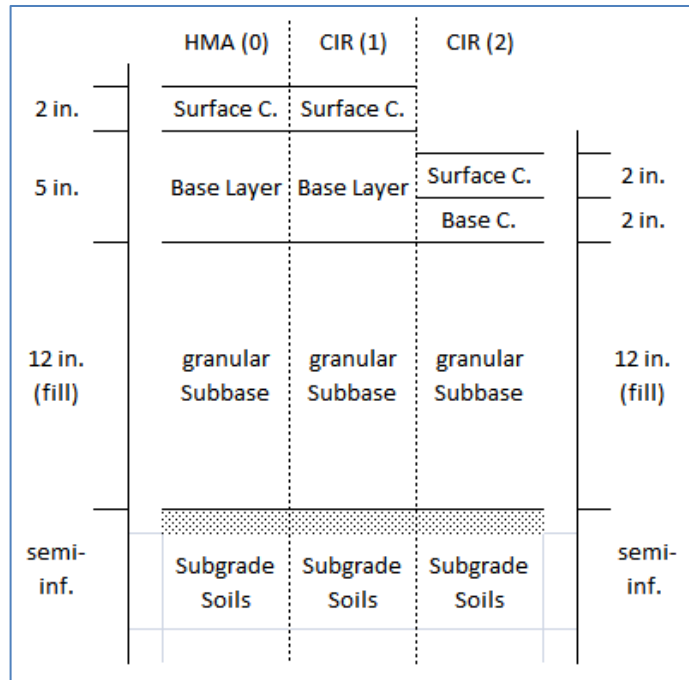 HMA (0) CIR (1) CIR (2)
2 in. Surface C. Surface C.
5 in. Base Layer Base Layer Surface C. 2 in.
Base C. 2 in.
12 in. granular granular granular 12 in.
(fill) Subbase Subbase Subbase (fill)
semi- Subgrade Subgrade Subgrade semi-
inf. Soils Soils Soils inf.